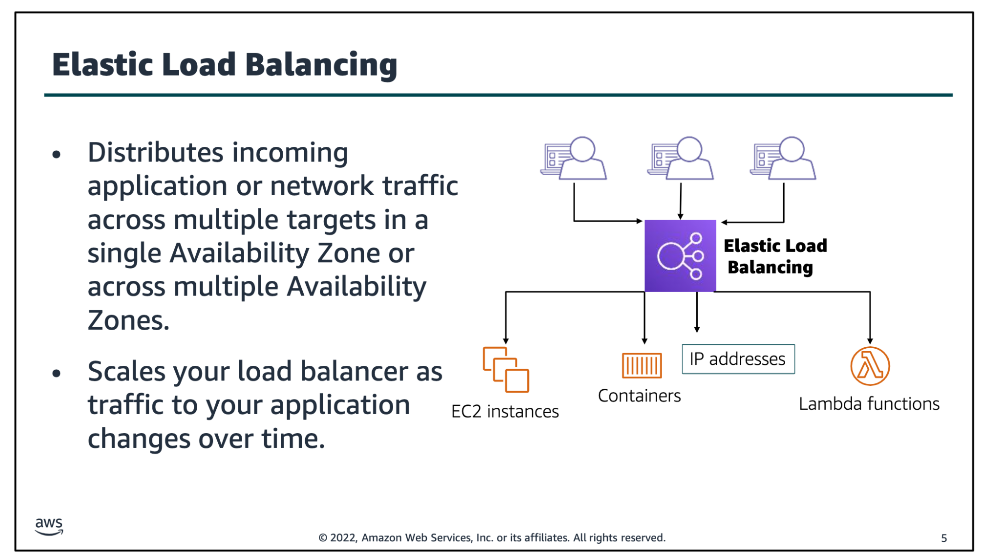 Elastic Load Balancing
• Distributes incoming
application or network traffic
across multiple targets in a
single Availability Zone or
across multiple Availability
Zones.
• Scales your load balancer as
traffic to your application
changes over time.
Elastic Load
Balancing
EC2 instances
Containers
IP addresses
Lambda functions
aws
© 2022, Amazon Web Services, Inc. or its affiliates. All rights reserved.
5